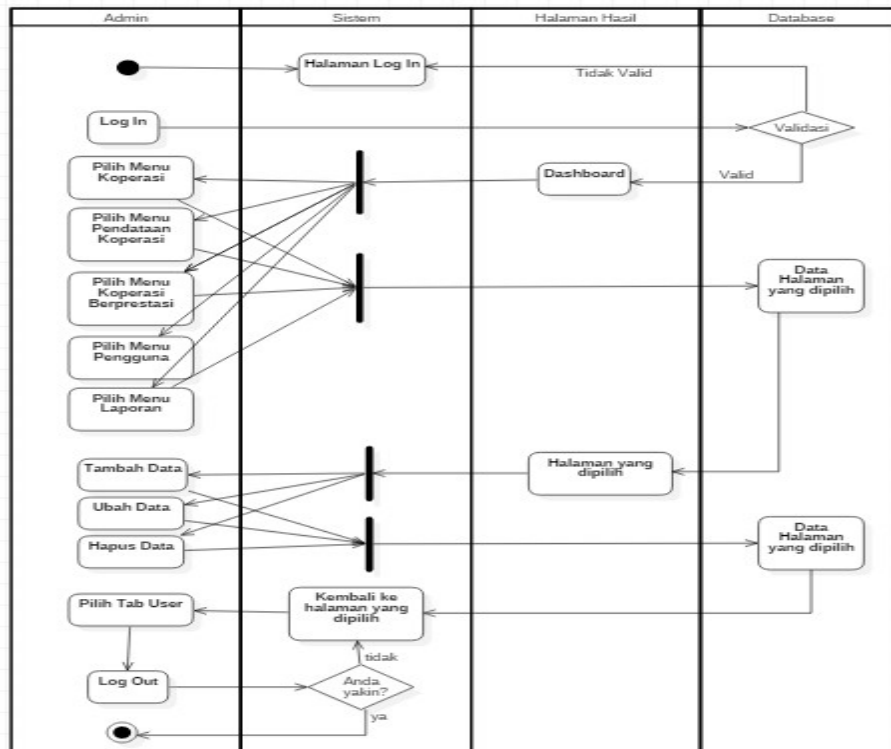 Admin
Sistem
Halaman Hasil
Database
Halaman Log In
Tidak Valid
Log In
Validasi
Pilih Menu
Koperasi
Dashboard
Valid
Pilih Menu
Pendataan
Koperasi
Pilih Menu
Koperasi
Berprestasi
Data
Halaman
yang dipilih
Pilih Menu
Pengguna
Pilih Menu
Laporan
Tambah Data
Halaman yang
dipilih
Ubah Data
Hapus Data
Data
Halaman
yang dipilih
Pilih Tab User
Kembali ke
halaman yang
dipilih
tidak
Log Out
Anda
yakin?
ya